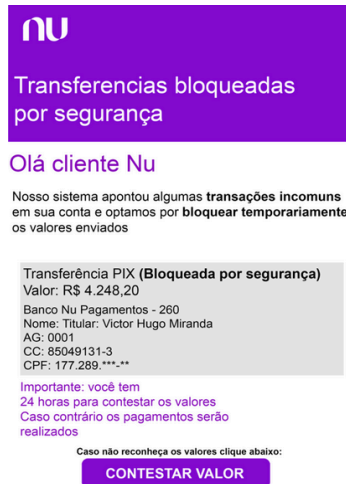 nu
Transferencias bloqueadas
por segurança
Olá cliente Nu
Nosso sistema apontou algumas transações incomuns
em sua conta e optamos por bloquear temporariamente
os valores enviados
Transferência PIX (Bloqueada por segurança)
Valor: R$ 4.248,20
Banco Nu Pagamentos - 260
Nome: Titular: Victor Hugo Miranda
AG: 0001
CC: 85049131-3
CPF: 177.289.***-**
Importante: você tem
24 horas para contestar os valores
Caso contrário os pagamentos serão
realizados
Caso não reconheça os valores clique abaixo:
CONTESTAR VALOR